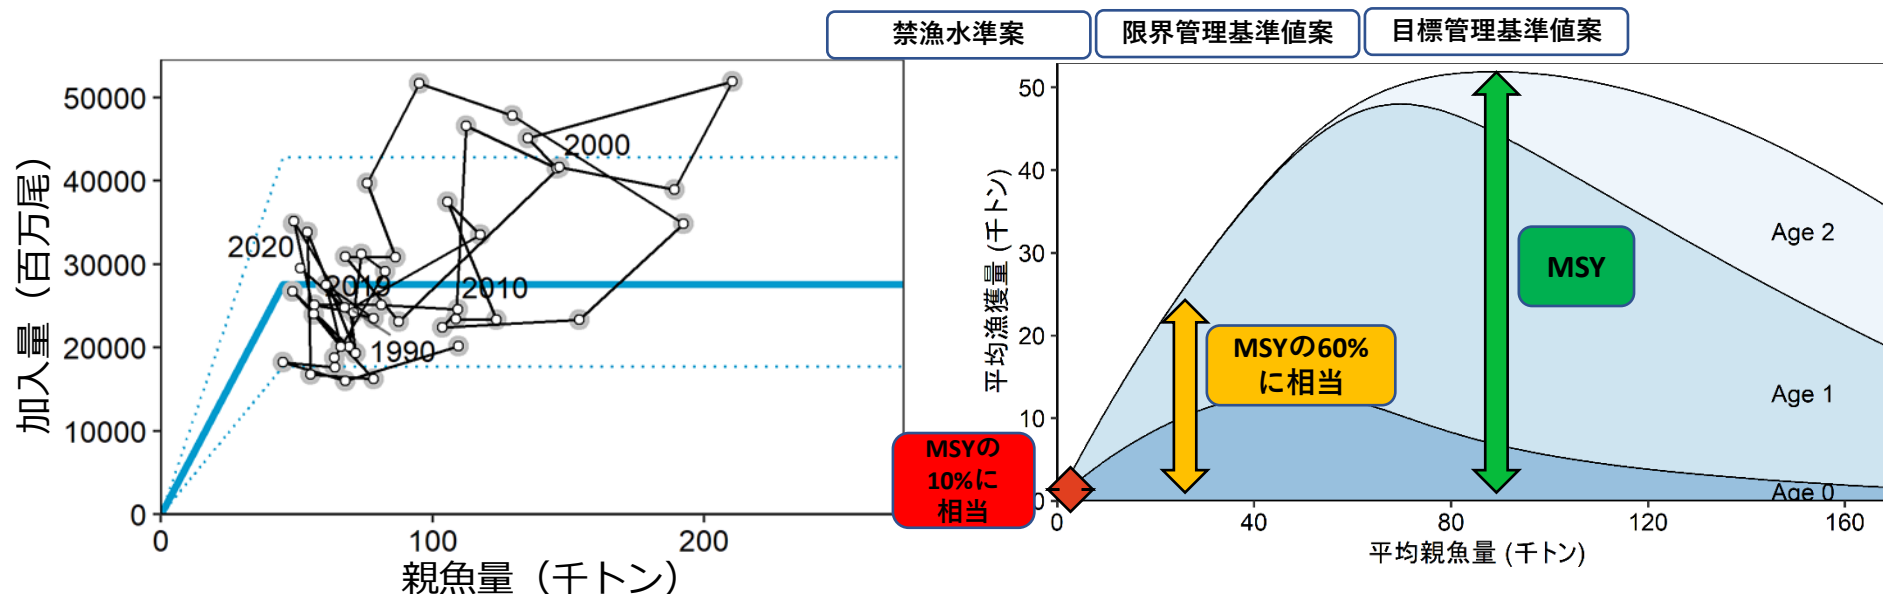 禁漁水準案
限界管理基準値案
目標管理基準値案
加入量（百万尾）
50000
40000
30000
20000
10000
0
2000
2020
2019
2010
1990
0
100
200
親魚量（千トン）
平均漁獲量 (千トン)
50
40
30
20
10
0
Age 2
MSY
MSYの60%
に相当
Age 1
MSYの
10%に
相当
Age 0
0
40
80
120
160
平均親魚量 (千トン)